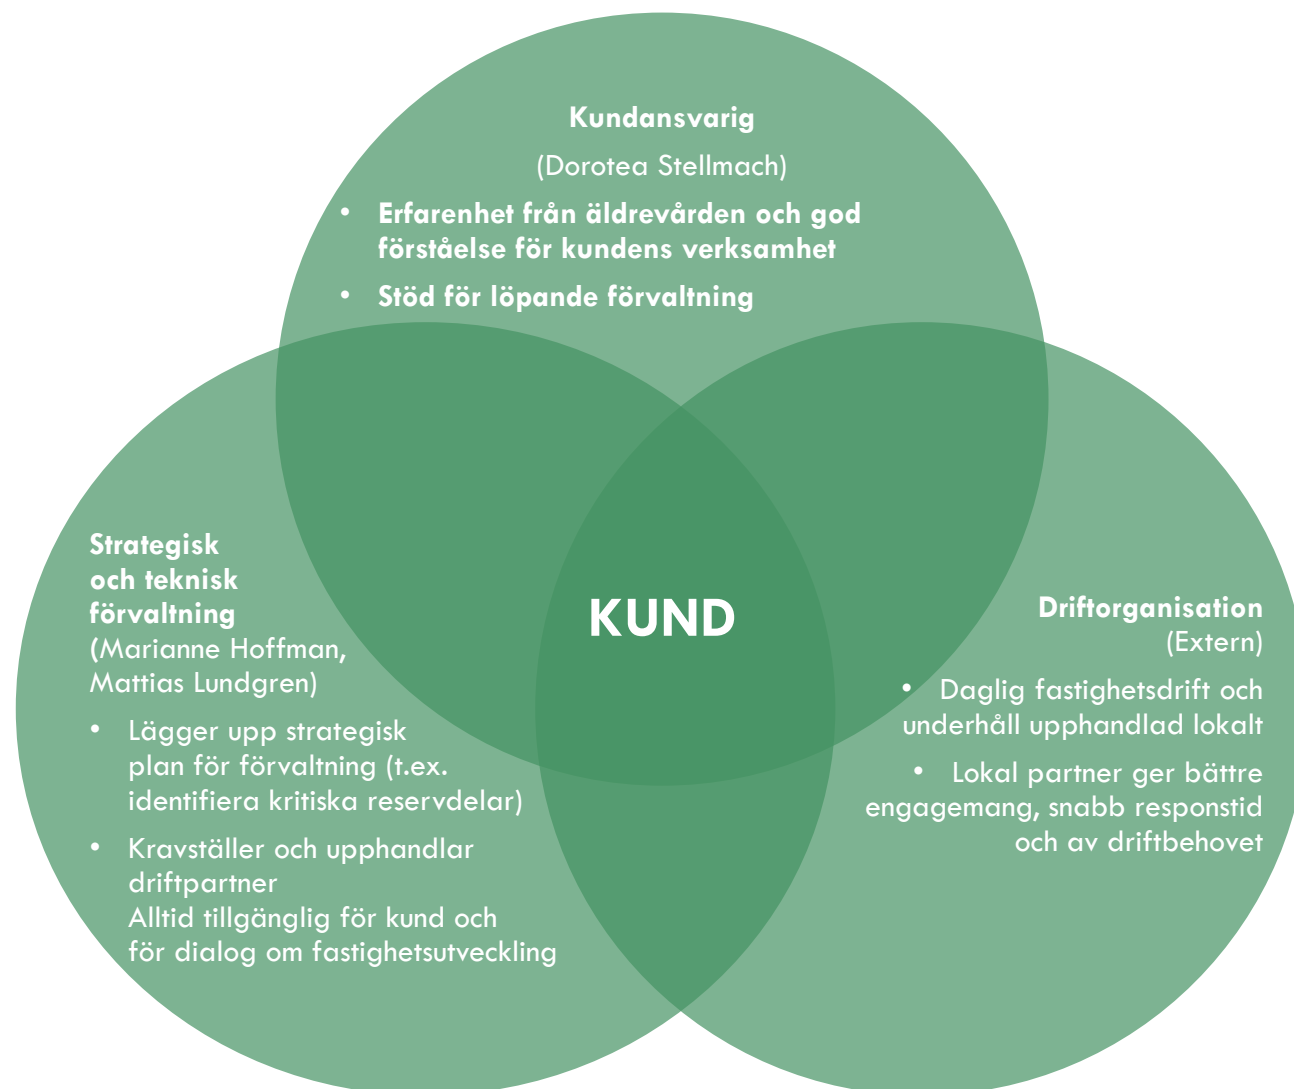 Kundansvarig
(Dorotea Stellmach)
• Erfarenhet från äldrevården och god
förståelse för kundens verksamhet
• Stöd för löpande förvaltning
Strategisk
och teknisk
förvaltning
(Marianne Hoffman,
Mattias Lundgren)
• Lägger upp strategisk
plan för förvaltning (t.ex.
identifiera kritiska reservdelar)
• Kravställer och upphandlar
driftpartner
Alltid tillgänglig för kund och
för dialog om fastighetsutveckling
KUND
Driftorganisation
(Extern)
• Daglig fastighetsdrift och
underhåll upphandlad lokalt
• Lokal partner ger bättre
engagemang, snabb responstid
och av driftbehovet